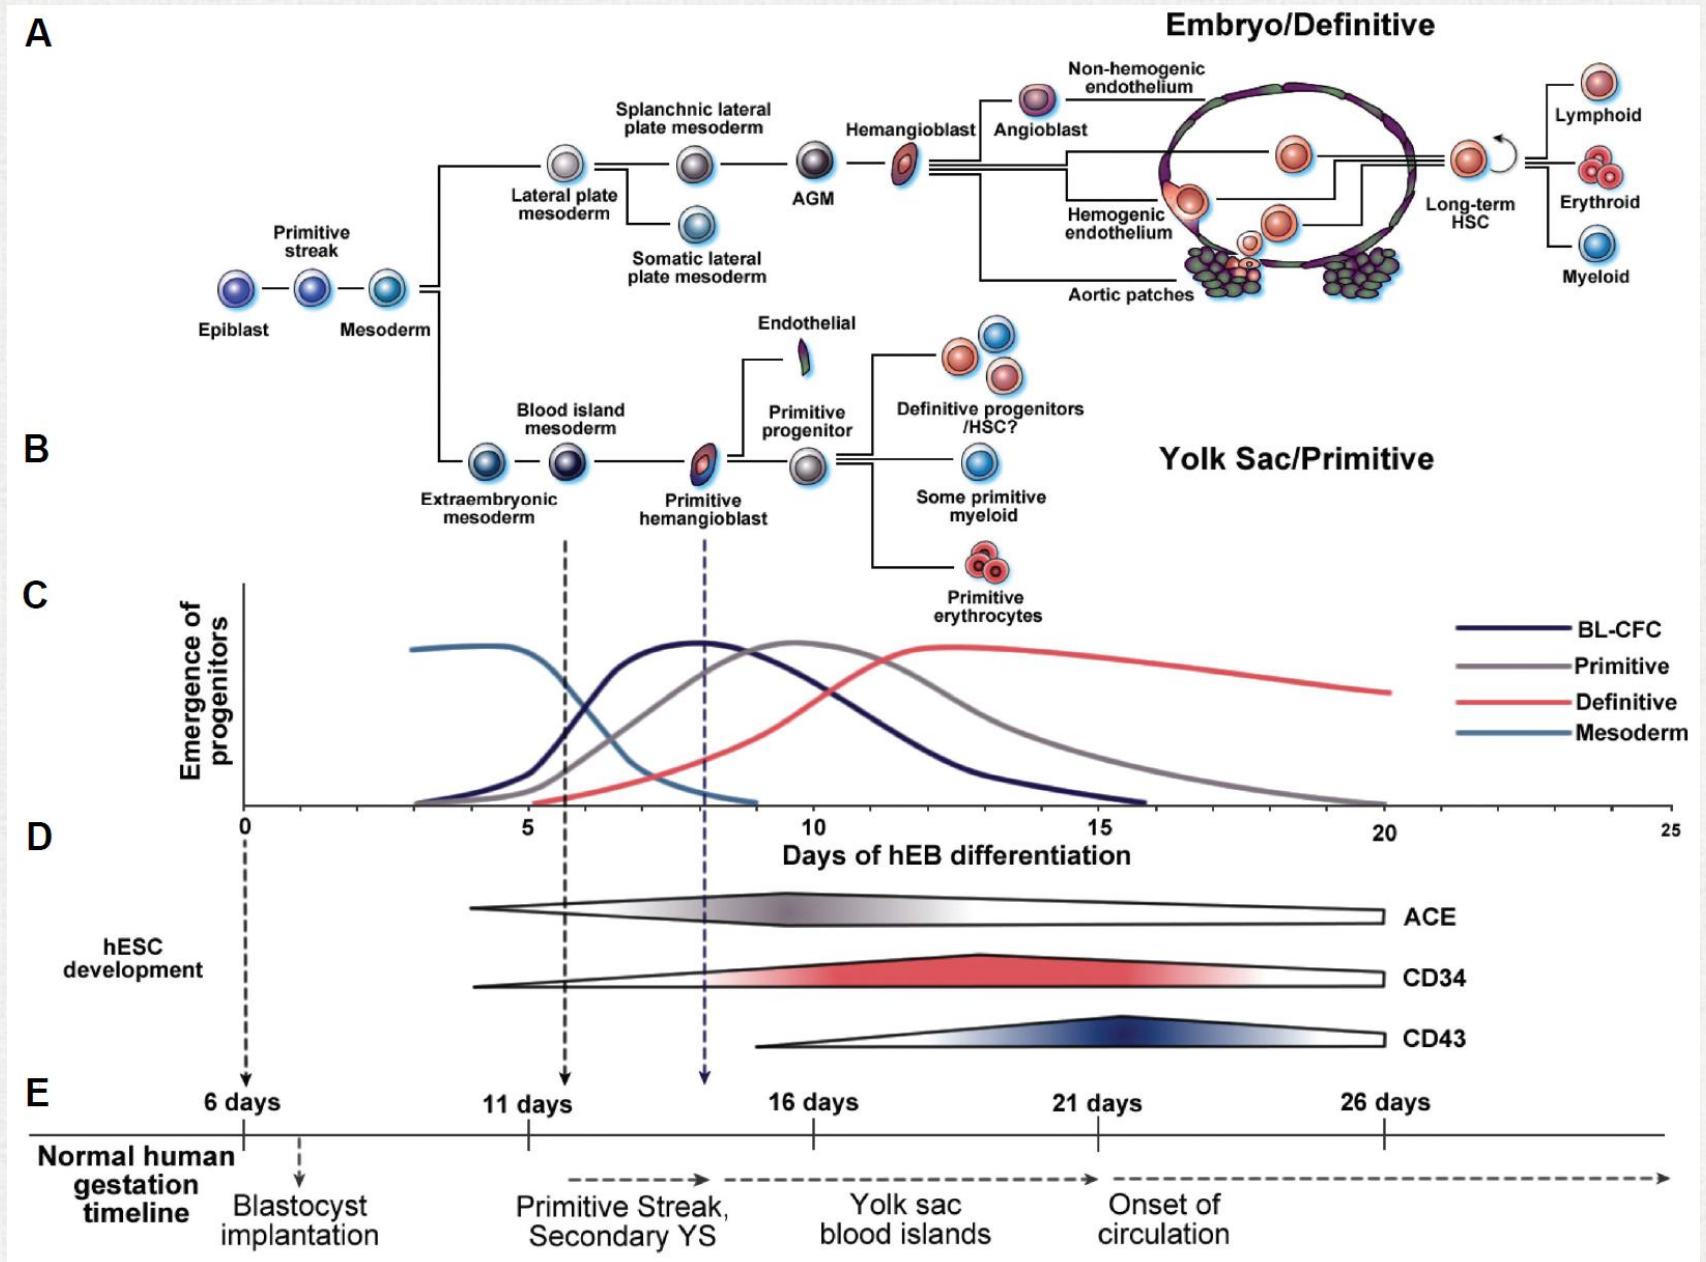 A
Embryo/Definitive
Non-hemogenic
endothelium
Splanchnic lateral
plate mesoderm
Hemangioblast
Angioblast
Lymphoid
Lateral plate
mesoderm
AGM
Hemogenic
endothelium
Long-term
HSC
Erythroid
Primitive
streak
Somatic lateral
plate mesoderm
Myeloid
Aortic patches
Epiblast
Mesoderm
Endothelial
B
Blood island
mesoderm
Primitive
progenitor
Definitive progenitors
/HSC?
Yolk Sac/Primitive
Extraembryonic
mesoderm
Primitive
hemangioblast
Some primitive
myeloid
Primitive
erythrocytes
C
Emergence of
progenitors
BL-CFC
Primitive
Definitive
Mesoderm
0 5 10 15 20 25
Days of hEB differentiation
D
hESC
development
ACE
CD34
CD43
E
6 days 11 days 16 days 21 days 26 days
Normal human
gestation
timeline
Blastocyst
implantation
Primitive Streak,
Secondary YS
Yolk sac
blood islands
Onset of
circulation